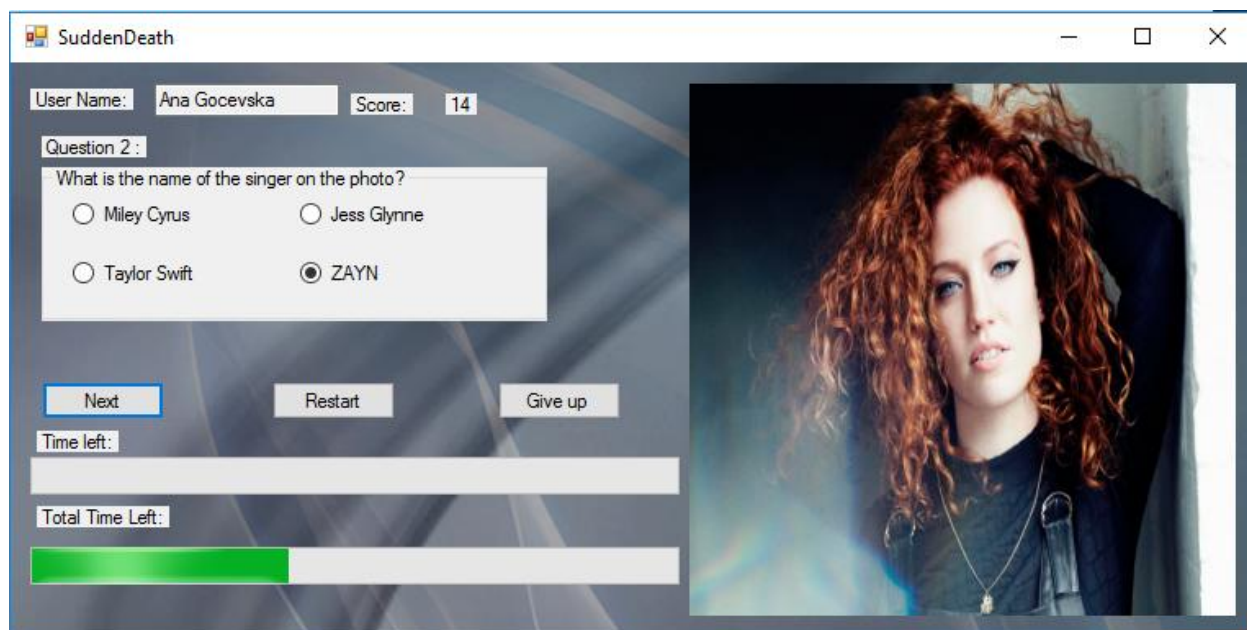 SuddenDeath
User Name: Ana Gocevska Score: 14
Question 2 :
What is the name of the singer on the photo?
Miley Cyrus Jess Glynne
Taylor Swift ZAYN
Next Restart Give up
Time left:
Total Time Left: